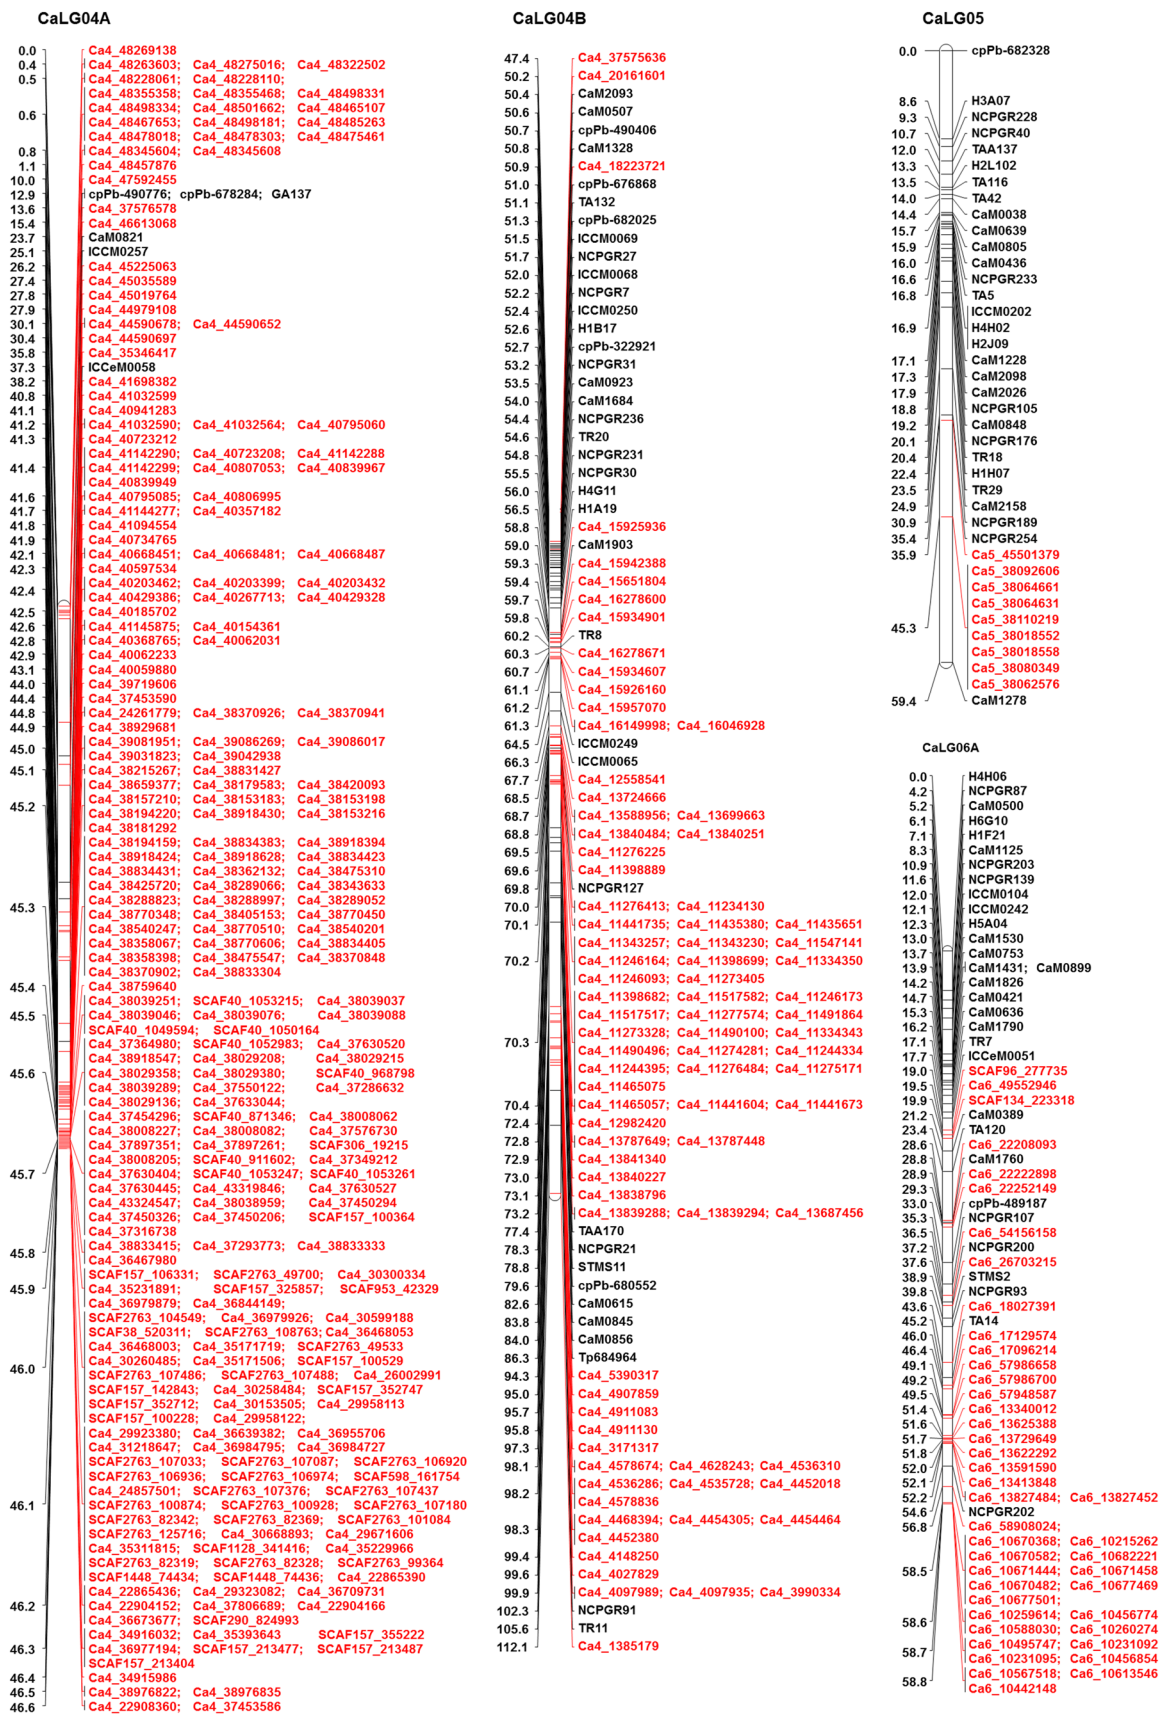 CaLG04A
0.0 Ca4_48269138
0.4 Ca4_48263603; Ca4_48275016; Ca4_48322502
0.5 Ca4_48228061; Ca4_48228110;
Ca4_48355358; Ca4_48355468; Ca4_48498331
Ca4_48498334; Ca4_48501662; Ca4_48465107
0.6 Ca4_48467653; Ca4_48498181; Ca4_48485263
Ca4_48478018; Ca4_48478303; Ca4_48475461
0.8 Ca4_48345604; Ca4_48345608
1.1 Ca4_48457876
10.0 Ca4_47592455
12.9 cpPb-490776; cpPb-678284; GA137
13.6 Ca4_37576578
15.4 Ca4_46613068
23.7 CaM0821
25.1 ICCM0257
26.2 Ca4_45225063
27.4 Ca4_45035589
27.8 Ca4_45019764
27.9 Ca4_44979108
30.1 Ca4_44590678; Ca4_44590652
30.4 Ca4_44590697
35.8 Ca4_35346417
37.3 ICCeM0058
38.2 Ca4_41698382
40.8 Ca4_41032599
41.1 Ca4_40941283
41.2 Ca4_41032590; Ca4_41032564; Ca4_40795060
41.3 Ca4_40723212
Ca4_41142290; Ca4_40723208; Ca4_41142288
41.4 Ca4_41142299; Ca4_40807053; Ca4_40839967
Ca4_40839949
41.6 Ca4_40795085; Ca4_40806995
41.7 Ca4_41144277; Ca4_40357182
41.8 Ca4_41094554
41.9 Ca4_40734765
42.1 Ca4_40668451; Ca4_40668481; Ca4_40668487
42.3 Ca4_40597534
42.4 Ca4_40203462; Ca4_40203399; Ca4_40203432
Ca4_40429386; Ca4_40267713; Ca4_40429328
42.5 Ca4_40185702
42.6 Ca4_41145875; Ca4_40154361
42.8 Ca4_40368765; Ca4_40062031
42.9 Ca4_40062233
43.1 Ca4_40059880
44.0 Ca4_39719606
44.4 Ca4_37453590
44.8 Ca4_24261779; Ca4_38370926; Ca4_38370941
44.9 Ca4_38929681
45.0 Ca4_39081951; Ca4_39086269; Ca4_39086017
Ca4_39031823; Ca4_39042938
45.1 Ca4_38215267; Ca4_38831427
Ca4_38659377; Ca4_38179583; Ca4_38420093
45.2 Ca4_38157210; Ca4_38153183; Ca4_38153198
Ca4_38194220; Ca4_38918430; Ca4_38153216
Ca4_38181292
Ca4_38194159; Ca4_38834383; Ca4_38918394
Ca4_38918424; Ca4_38918628; Ca4_38834423
Ca4_38834431; Ca4_38362132; Ca4_38475310
Ca4_38425720; Ca4_38289066; Ca4_38343633
45.3 Ca4_38288823; Ca4_38288997; Ca4_38289052
Ca4_38770348; Ca4_38405153; Ca4_38770450
Ca4_38540247; Ca4_38770510; Ca4_38540201
Ca4_38358067; Ca4_38770606; Ca4_38834405
Ca4_38358398; Ca4_38475547; Ca4_38370848
Ca4_38370902; Ca4_38833304
45.4 Ca4_38759640
Ca4_38039251; SCAF40_1053215; Ca4_38039037
45.5 Ca4_38039046; Ca4_38039076; Ca4_38039088
SCAF40_1049594; SCAF40_1050164
Ca4_37364980; SCAF40_1052983; Ca4_37630520
Ca4_38918547; Ca4_38029208; Ca4_38029215
45.6 Ca4_38029358; Ca4_38029380; SCAF40_968798
Ca4_38039289; Ca4_37550122; Ca4_37286632
Ca4_38029136; Ca4_37633044;
Ca4_37454296; SCAF40_871346; Ca4_38008062
Ca4_38008227; Ca4_38008082; Ca4_37576730
Ca4_37897351; Ca4_37897261; SCAF306_19215
Ca4_38008205; SCAF40_911602; Ca4_37349212
45.7 Ca4_37630404; SCAF40_1053247; SCAF40_1053261
Ca4_37630445; Ca4_43319846; Ca4_37630527
Ca4_43324547; Ca4_38038959; Ca4_37450294
Ca4_37450326; Ca4_37450206; SCAF157_100364
Ca4_37316738
45.8 Ca4_38833415; Ca4_37293773; Ca4_38833333
Ca4_36467980
SCAF157_106331; SCAF2763_49700; Ca4_30300334
45.9 Ca4_35231891; SCAF157_325857; SCAF953_42329
Ca4_36979879; Ca4_36844149;
SCAF2763_104549; Ca4_36979926; Ca4_30599188
SCAF38_520311; SCAF2763_108763; Ca4_36468053
Ca4_36468003; Ca4_35171719; SCAF2763_49533
46.0 Ca4_30260485; Ca4_35171506; SCAF157_100529
SCAF2763_107486; SCAF2763_107488; Ca4_26002991
SCAF157_142843; Ca4_30258484; SCAF157_352747
SCAF157_352712; Ca4_30153505; Ca4_29958113
SCAF157_100228; Ca4_29958122;
Ca4_29923380; Ca4_36639382; Ca4_36955706
Ca4_31218647; Ca4_36984795; Ca4_36984727
SCAF2763_107033; SCAF2763_107087; SCAF2763_106920
SCAF2763_106936; SCAF2763_106974; SCAF598_161754
Ca4_24857501; SCAF2763_107376; SCAF2763_107437
46.1 SCAF2763_100874; SCAF2763_100928; SCAF2763_107180
SCAF2763_82342; SCAF2763_82369; SCAF2763_101084
SCAF2763_125716; Ca4_30668893; Ca4_29671606
Ca4_35311815; SCAF1128_341416; Ca4_35229966
SCAF2763_82319; SCAF2763_82328; SCAF2763_99364
SCAF1448_74434; SCAF1448_74436; Ca4_22865390
Ca4_22865436; Ca4_29323082; Ca4_36709731
46.2 Ca4_22904152; Ca4_37806689; Ca4_22904166
Ca4_36673677; SCAF290_824993
Ca4_34916032; Ca4_35393643 SCAF157_355222
46.3 Ca4_36977194; SCAF157_213477; SCAF157_213487
SCAF157_213404
46.4 Ca4_34915986
46.5 Ca4_38976822; Ca4_38976835
46.6 Ca4_22908360; Ca4_37453586
CaLG04B
47.4 Ca4_37575636
50.2 Ca4_20161601
50.4 CaM2093
50.6 CaM0507
50.7 cpPb-490406
50.8 CaM1328
50.9 Ca4_18223721
51.0 cpPb-676868
51.1 TA132
51.3 cpPb-682025
51.5 ICCM0069
51.7 NCPGR27
52.0 ICCM0068
52.2 NCPGR7
52.4 ICCM0250
52.6 H1B17
52.7 cpPb-322921
53.2 NCPGR31
53.5 CaM0923
54.0 CaM1684
54.4 NCPGR236
54.6 TR20
54.8 NCPGR231
55.5 NCPGR30
56.0 H4G11
56.5 H1A19
58.8 Ca4_15925936
59.0 CaM1903
59.3 Ca4_15942388
59.4 Ca4_15651804
59.7 Ca4_16278600
59.8 Ca4_15934901
60.2 TR8
60.3 Ca4_16278671
60.7 Ca4_15934607
61.1 Ca4_15926160
61.2 Ca4_15957070
61.3 Ca4_16149998; Ca4_16046928
64.5 ICCM0249
66.3 ICCM0065
67.7 Ca4_12558541
68.5 Ca4_13724666
68.7 Ca4_13588956; Ca4_13699663
68.8 Ca4_13840484; Ca4_13840251
69.5 Ca4_11276225
69.6 Ca4_11398889
69.8 NCPGR127
70.0 Ca4_11276413; Ca4_11234130
70.1 Ca4_11441735; Ca4_11435380; Ca4_11435651
Ca4_11343257; Ca4_11343230; Ca4_11547141
70.2 Ca4_11246164; Ca4_11398699; Ca4_11334350
Ca4_11246093; Ca4_11273405
Ca4_11398682; Ca4_11517582; Ca4_11246173
Ca4_11517517; Ca4_11277574; Ca4_11491864
Ca4_11273328; Ca4_11490100; Ca4_11334343
70.3 Ca4_11490496; Ca4_11274281; Ca4_11244334
Ca4_11244395; Ca4_11276484; Ca4_11275171
Ca4_11465075
70.4 Ca4_11465057; Ca4_11441604; Ca4_11441673
72.4 Ca4_12982420
72.8 Ca4_13787649; Ca4_13787448
72.9 Ca4_13841340
73.0 Ca4_13840227
73.1 Ca4_13838796
73.2 Ca4_13839288; Ca4_13839294; Ca4_13687456
77.4 TAA170
78.3 NCPGR21
78.8 STMS11
79.6 cpPb-680552
82.6 CaM0615
83.8 CaM0845
84.0 CaM0856
86.3 Tp684964
94.3 Ca4_5390317
95.0 Ca4_4907859
95.7 Ca4_4911083
95.8 Ca4_4911130
97.3 Ca4_3171317
98.1 Ca4_4578674; Ca4_4628243; Ca4_4536310
98.2 Ca4_4536286; Ca4_4535728; Ca4_4452018
Ca4_4578836
98.3 Ca4_4468394; Ca4_4454305; Ca4_4454464
Ca4_4452380
99.4 Ca4_4148250
99.6 Ca4_4027829
99.9 Ca4_4097989; Ca4_4097935; Ca4_3990334
102.3 NCPGR91
105.6 TR11
112.1 Ca4_1385179
CaLG05
0.0 cpPb-682328
8.6 H3A07
9.3 NCPGR228
10.7 NCPGR40
12.0 TAA137
13.3 H2L102
13.5 TA116
14.0 TA42
14.4 CaM0038
15.7 CaM0639
15.9 CaM0805
16.0 CaM0436
16.6 NCPGR233
16.8 TA5
ICCM0202
16.9 H4H02
H2J09
17.1 CaM1228
17.3 CaM2098
17.9 CaM2026
18.8 NCPGR105
19.2 CaM0848
20.1 NCPGR176
20.4 TR18
22.4 H1H07
23.5 TR29
24.9 CaM2158
30.9 NCPGR189
35.4 NCPGR254
35.9 Ca5_45501379
Ca5_38092606
Ca5_38064661
Ca5_38064631
Ca5_38110219
45.3 Ca5_38018552
Ca5_38018558
Ca5_38080349
Ca5_38062576
59.4 CaM1278
CaLG06A
0.0 H4H06
4.2 NCPGR87
5.2 CaM0500
6.1 H6G10
7.1 H1F21
8.3 CaM1125
10.9 NCPGR203
11.6 NCPGR139
12.0 ICCM0104
12.1 ICCM0242
12.3 H5A04
13.0 CaM1530
13.7 CaM0753
13.9 CaM1431; CaM0899
14.2 CaM1826
14.7 CaM0421
15.3 CaM0636
16.2 CaM1790
17.1 TR7
17.7 ICCeM0051
19.0 SCAF96_277735
19.5 Ca6_49552946
19.9 SCAF134_223318
21.2 CaM0389
23.4 TA120
28.6 Ca6_22208093
28.8 CaM1760
28.9 Ca6_22222898
29.3 Ca6_22252149
33.0 cpPb-489187
35.3 NCPGR107
36.5 Ca6_54156158
37.2 NCPGR200
37.6 Ca6_26703215
38.9 STMS2
39.8 NCPGR93
43.6 Ca6_18027391
45.2 TA14
46.0 Ca6_17129574
46.4 Ca6_17096214
49.1 Ca6_57986658
49.2 Ca6_57986700
49.5 Ca6_57948587
51.4 Ca6_13340012
51.6 Ca6_13625388
51.7 Ca6_13729649
51.8 Ca6_13622292
52.0 Ca6_13591590
52.1 Ca6_13413848
52.2 Ca6_13827484; Ca6_13827452
54.6 NCPGR202
56.8 Ca6_58908024;
Ca6_10670368; Ca6_10215262
Ca6_10670582; Ca6_10682221
58.5 Ca6_10671444; Ca6_10671458
Ca6_10670482; Ca6_10677469
Ca6_10677501;
Ca6_10259614; Ca6_10456774
58.6 Ca6_10588030; Ca6_10260274
Ca6_10495747; Ca6_10231092
58.7 Ca6_10231095; Ca6_10456854
58.8 Ca6_10567518; Ca6_10613546
Ca6_10442148